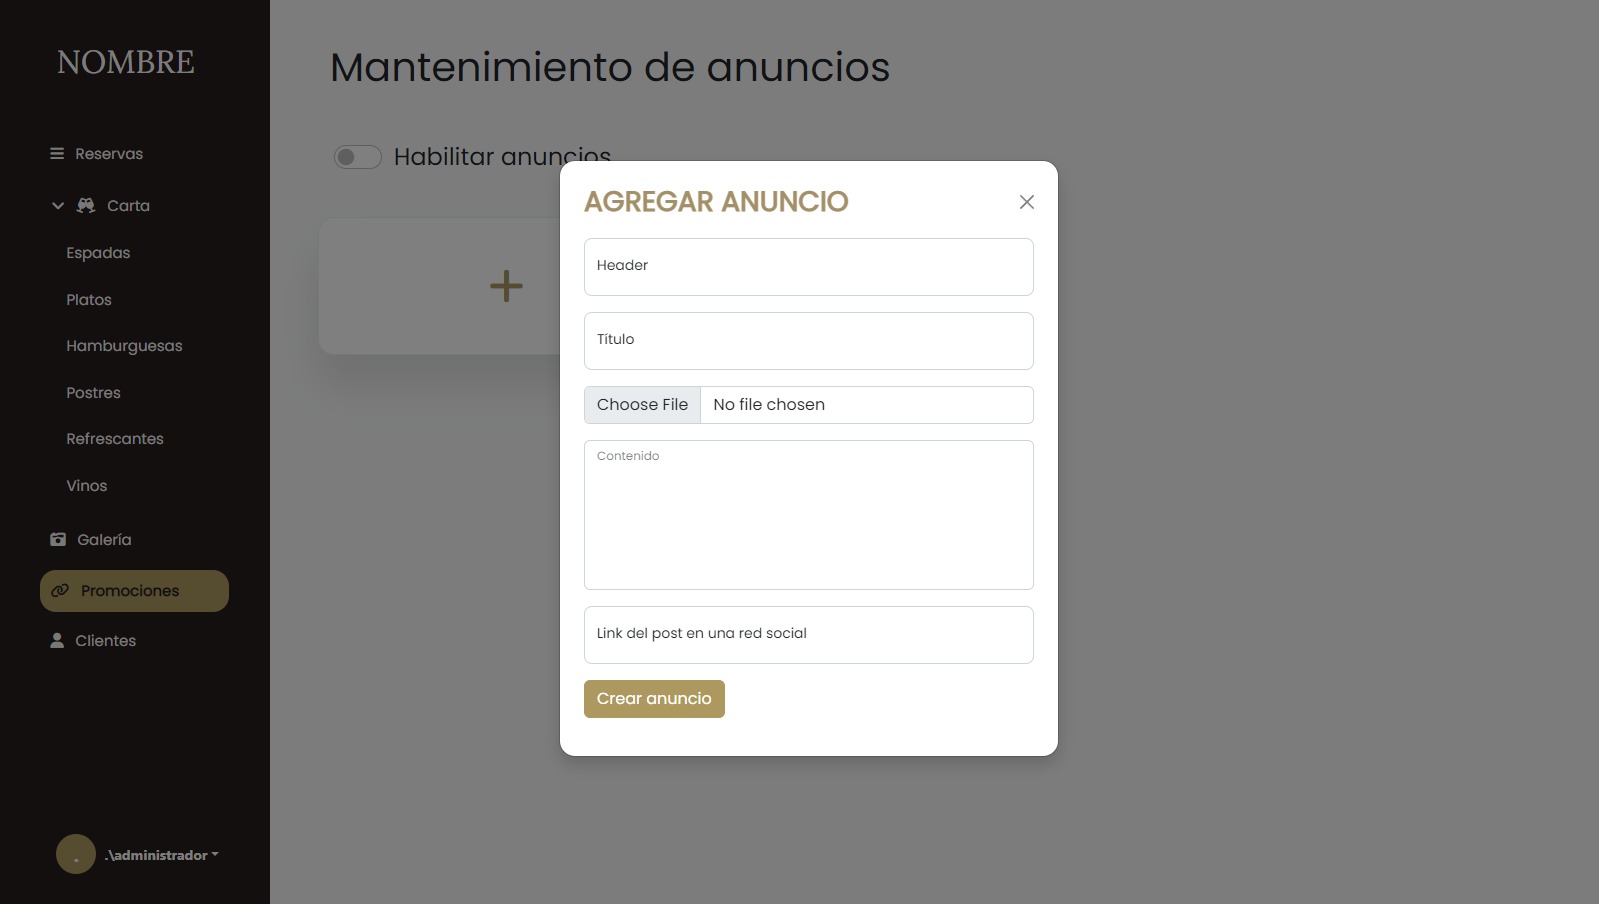 NOMBRE
Reservas
Carta
Espadas
Platos
Hamburguesas
Postres
Refrescantes
Vinos
Galería
Promociones
Clientes
.
.\administrador
Mantenimiento de anuncios
Habilitar anuncios
AGREGAR ANUNCIO
Header
Título
Choose File No file chosen
Contenido
Link del post en una red social
Crear anuncio